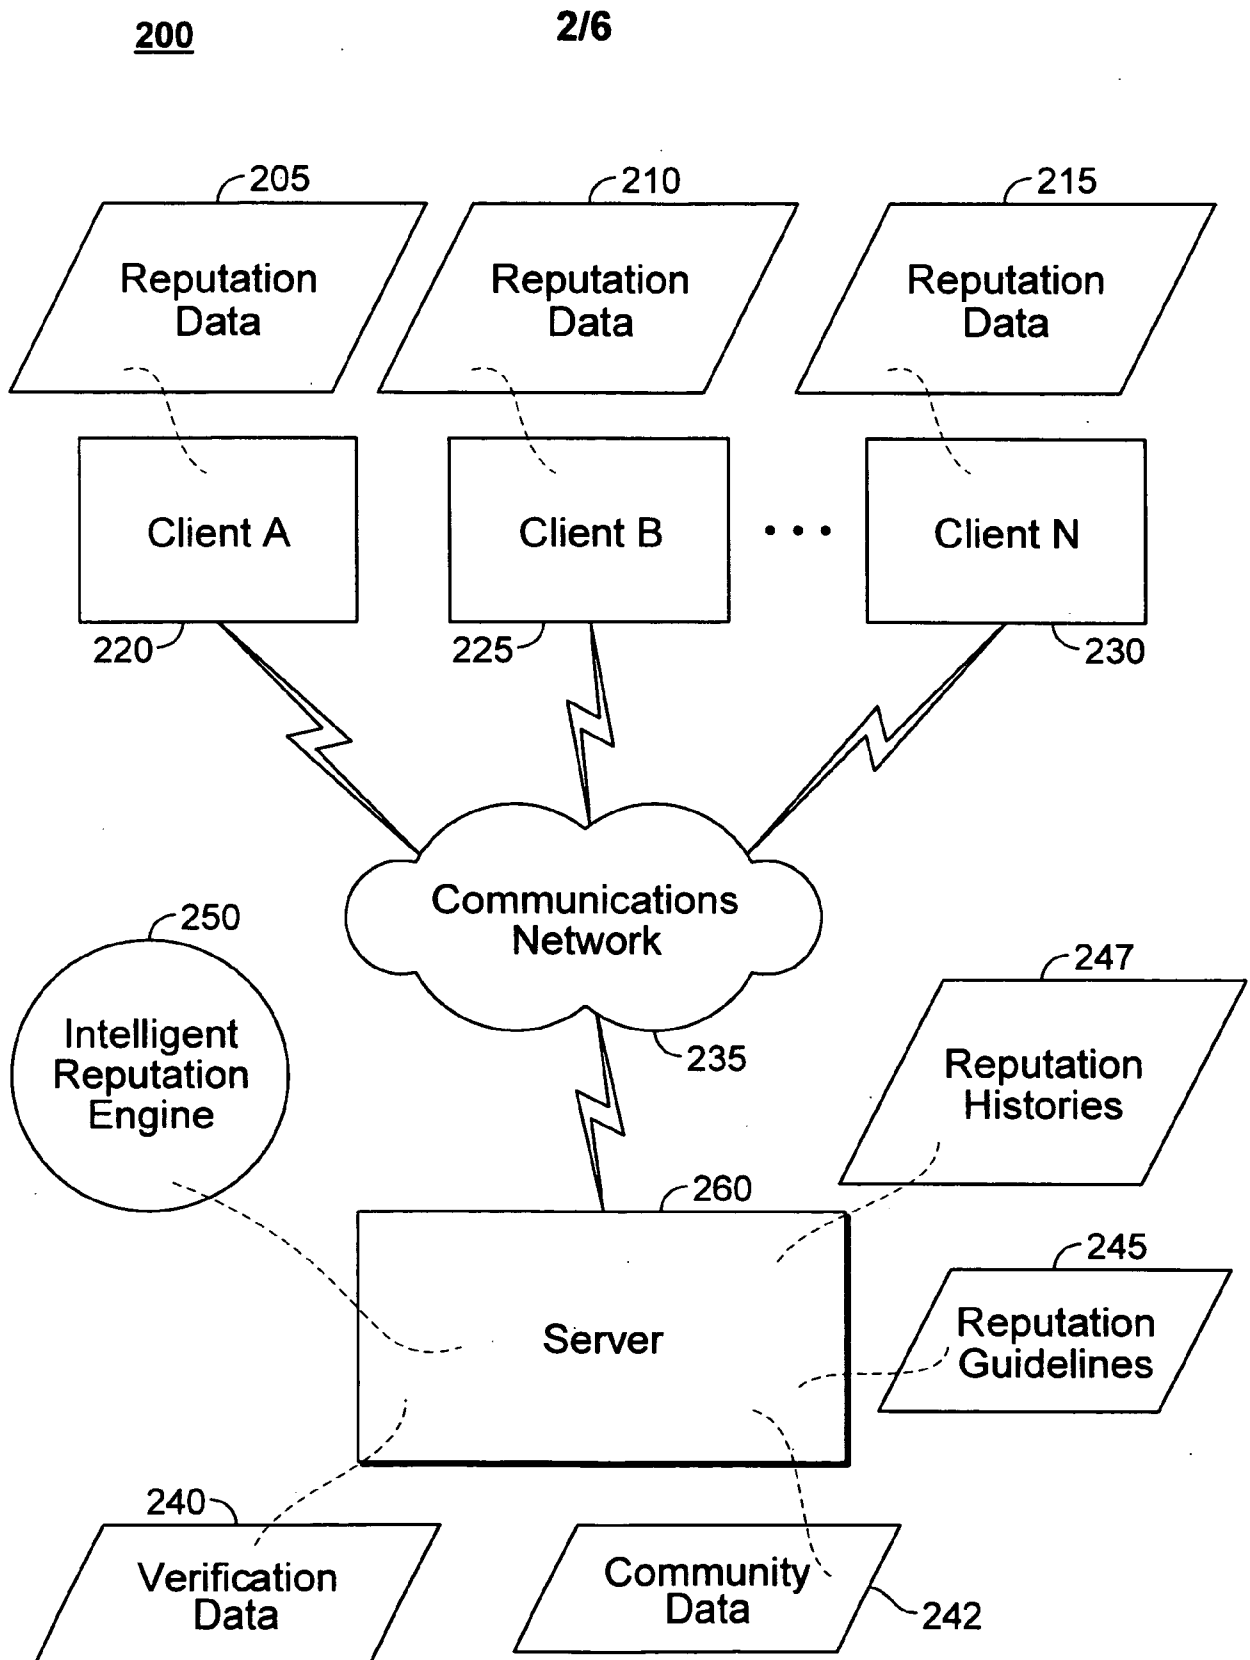 200
2/6
205
210
215
Reputation
Data
Reputation
Data
Reputation
Data
Client A
Client B
• • •
Client N
220
225
230
Communications
Network
235
250
Intelligent
Reputation
Engine
247
Reputation
Histories
260
Server
245
Reputation
Guidelines
240
Verification
Data
Community
Data
242